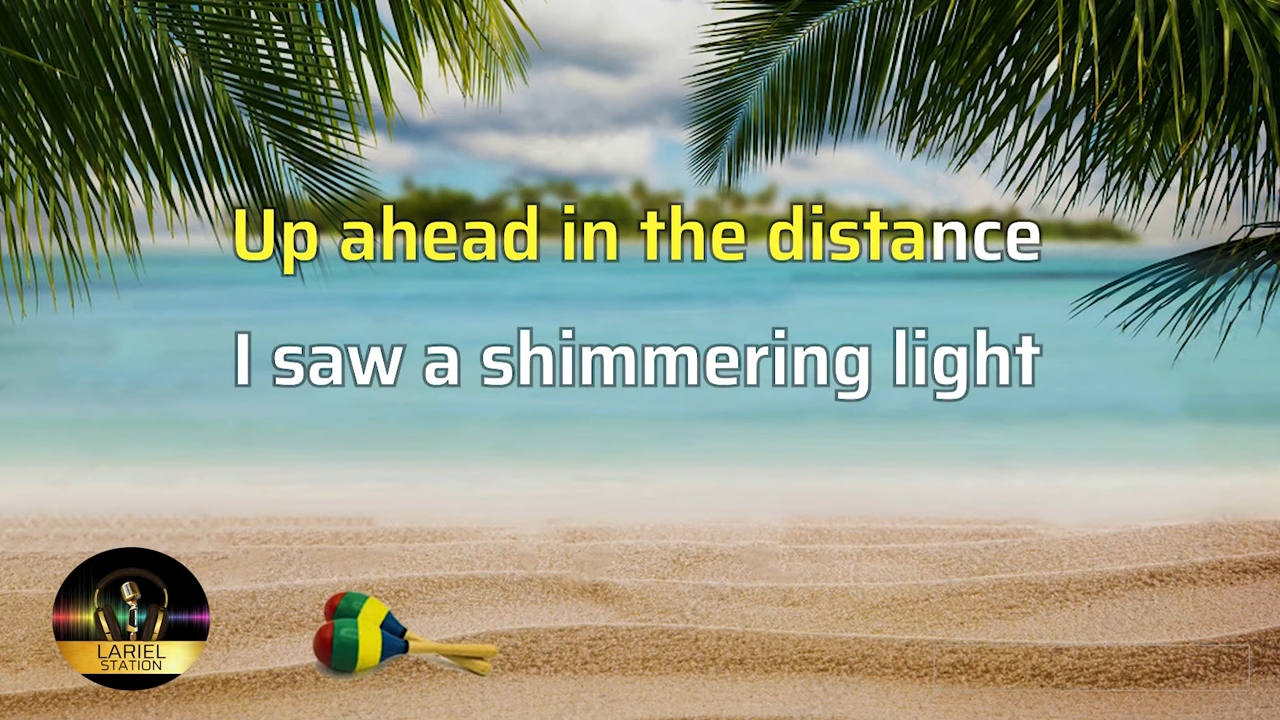 Up ahead in the distance
I saw a shimmering light
LARIEL
STATION